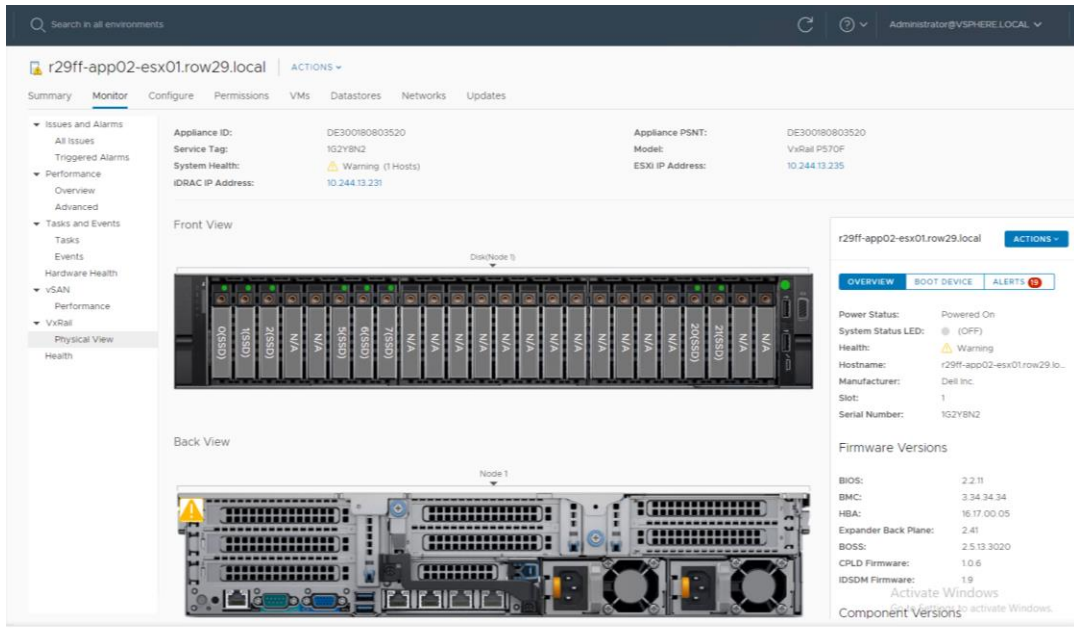 Search in all environments
Administrator@VSPHERE.LOCAL
r29ff-app02-esx01.row29.local ACTIONS
Summary Monitor Configure Permissions VMs Datastores Networks Updates
Issues and Alarms
All Issues
Triggered Alarms
Performance
Overview
Advanced
Tasks and Events
Tasks
Events
Hardware Health
vSAN
Performance
VxRail
Physical View
Health
Appliance ID: DE300180803520 Appliance PSNT: DE300180803520
Service Tag: 1G2Y8N2 Model: VxRail P570F
System Health: Warning (1 Hosts) ESXi IP Address: 10.244.13.235
iDRAC IP Address: 10.244.13.231
Front View
Disk(Node 1)
0(SSD) 1(SSD) 2(SSD) N/A N/A 5(SSD) 6(SSD) 7(SSD) N/A N/A N/A N/A N/A N/A N/A N/A N/A N/A N/A N/A 20(SSD) 21(SSD) N/A N/A
Back View
Node 1
r29ff-app02-esx01.row29.local ACTIONS
OVERVIEW BOOT DEVICE ALERTS 19
Power Status: Powered On
System Status LED: (OFF)
Health: Warning
Hostname: r29ff-app02-esx01.row29.lo...
Manufacturer: Dell Inc.
Slot: 1
Serial Number: 1G2Y8N2
Firmware Versions
BIOS: 2.2.11
BMC: 3.34.34.34
HBA: 16.17.00.05
Expander Back Plane: 2.41
BOSS: 2.5.13.3020
CPLD Firmware: 1.0.6
IDSDM Firmware: 1.9
Activate Windows
Go to Settings to activate Windows.
Component Versions